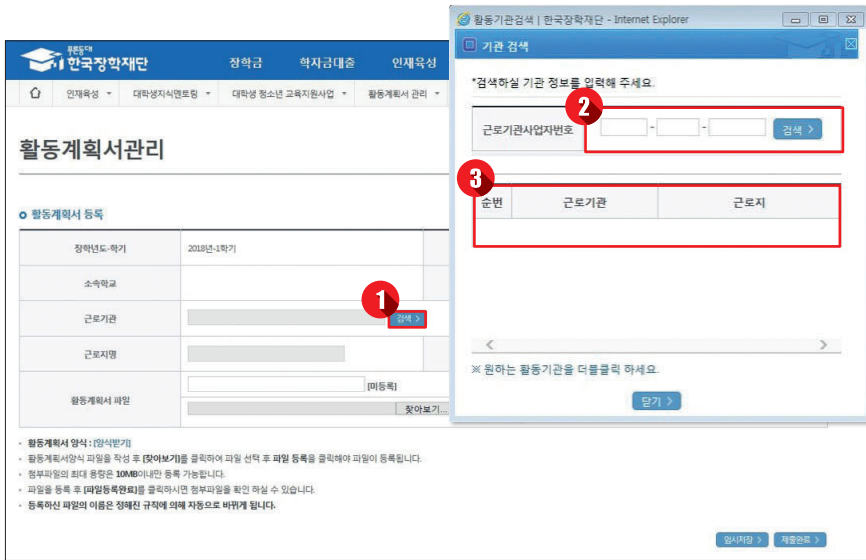 푸른등대
한국장학재단
장학금 학자금대출 인재육성
인재육성 대학생지식멘토링 대학생 청소년 교육지원사업 활동계획서 관리
활동계획서관리
활동계획서 등록
장학년도-학기 2018년-1학기
소속학교
근로기관 검색 >
1
근로지명
활동계획서 파일 [미등록]
찾아보기...
· 활동계획서 양식 : [양식받기]
· 활동계획서양식 파일을 작성 후 [찾아보기]를 클릭하여 파일 선택 후 파일 등록을 클릭해야 파일이 등록됩니다.
· 첨부파일의 최대 용량은 10MB이내만 등록 가능합니다.
· 파일을 등록 후 [파일등록완료]를 클릭하시면 첨부파일을 확인 하실 수 있습니다.
· 등록하신 파일의 이름은 정해진 규칙에 의해 자동으로 바뀌게 됩니다.
임시저장 > 제출완료 >
활동기관검색 | 한국장학재단 - Internet Explorer
기관 검색
*검색하실 기관 정보를 입력해 주세요.
2
근로기관사업자번호 - - 검색 >
3
순번 근로기관 근로지
※ 원하는 활동기관을 더블클릭 하세요.
닫기 >